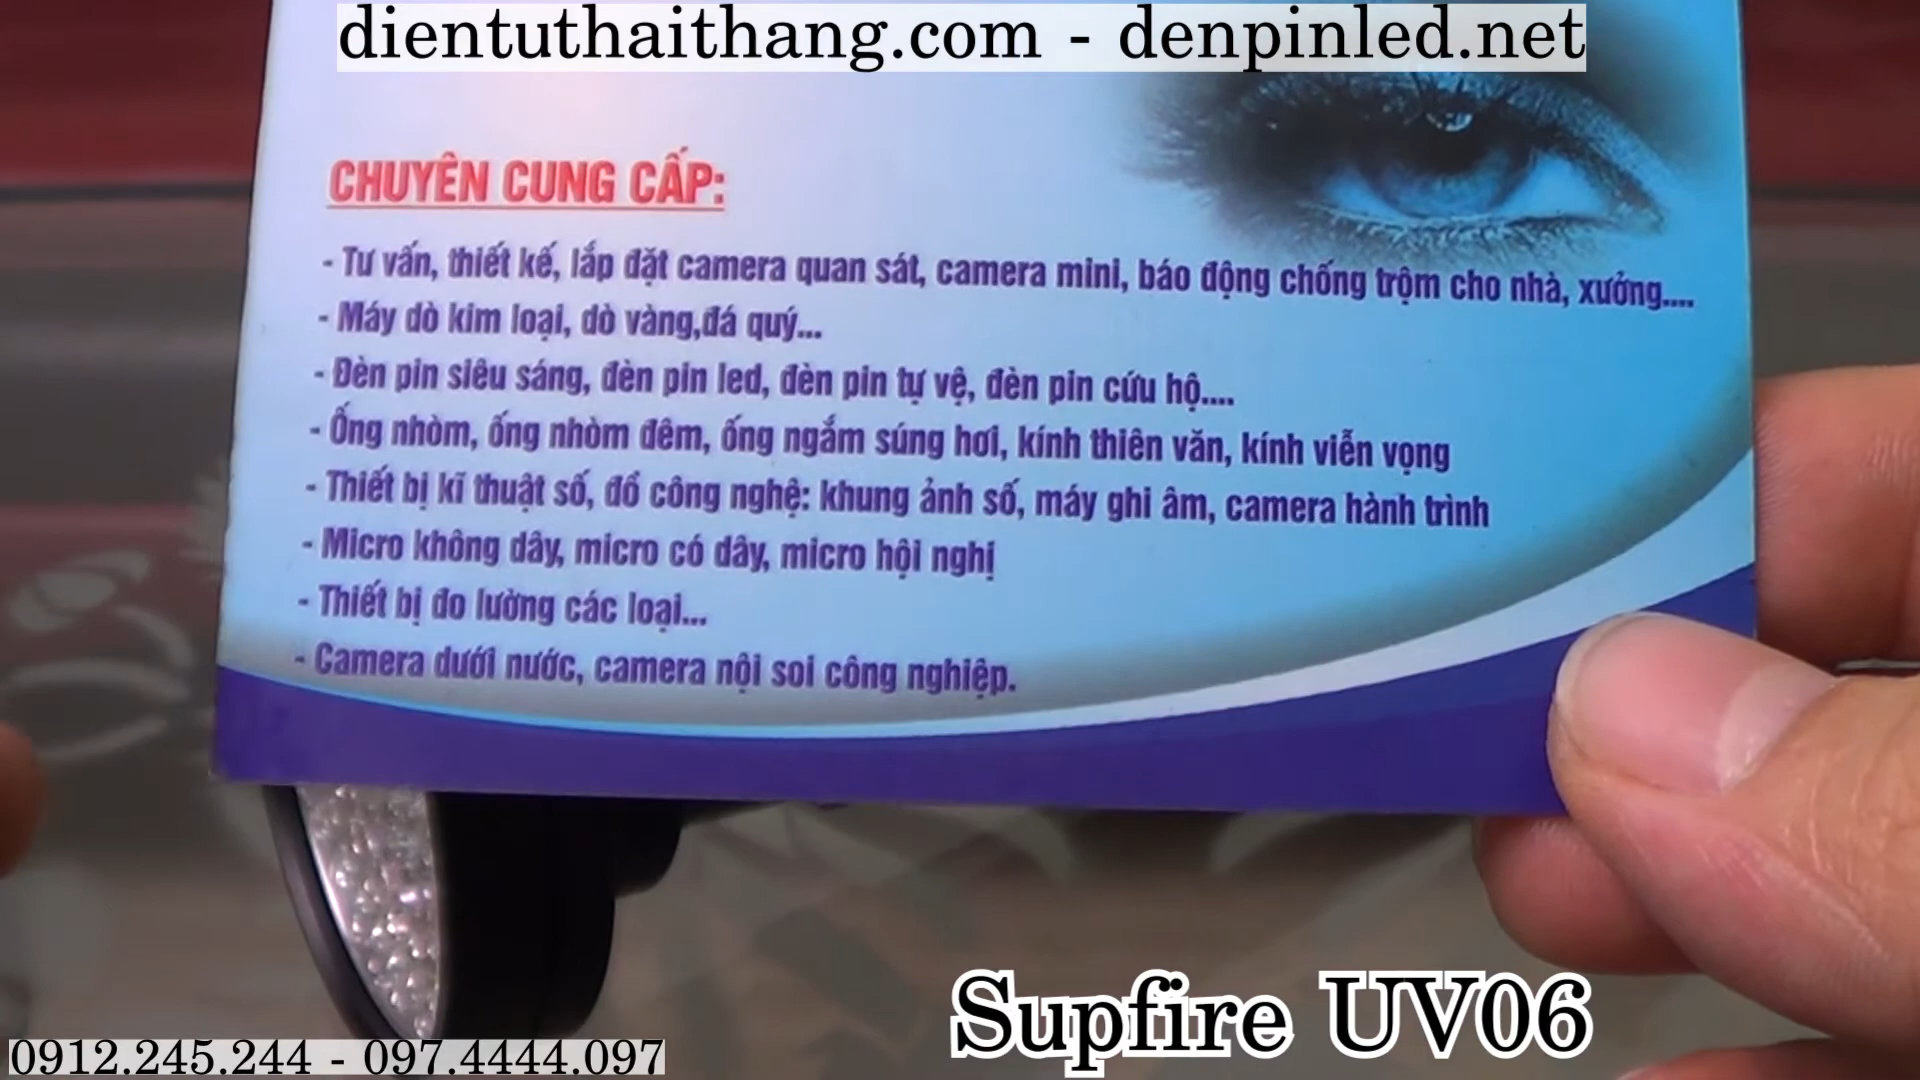 dientuthaithang.com - denpinled.net
CHUYÊN CUNG CẤP:
- Tư vấn, thiết kế, lắp đặt camera quan sát, camera mini, báo động chống trộm cho nhà, xưởng....
- Máy dò kim loại, dò vàng,đá quý...
- Đèn pin siêu sáng, đèn pin led, đèn pin tự vệ, đèn pin cứu hộ....
- Ống nhòm, ống nhòm đêm, ống ngắm súng hơi, kính thiên văn, kính viễn vọng
- Thiết bị kĩ thuật số, đồ công nghệ: khung ảnh số, máy ghi âm, camera hành trình
- Micro không dây, micro có dây, micro hội nghị
- Thiết bị đo lường các loại...
- Camera dưới nước, camera nội soi công nghiệp.
Supfire UV06
0912.245.244 - 097.4444.097